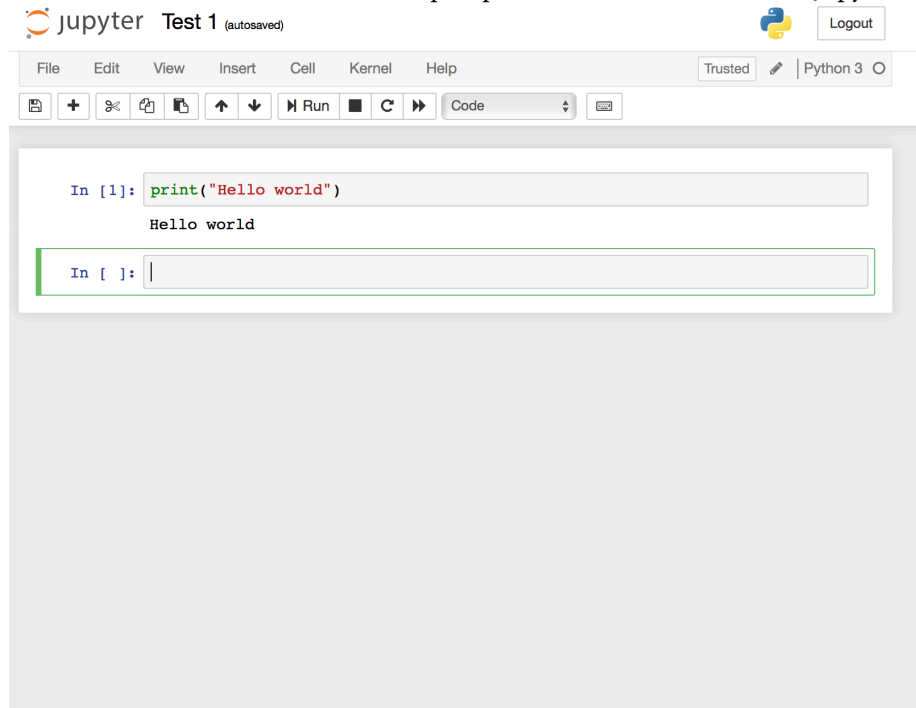 jupyter Test 1 (autosaved) Logout
File Edit View Insert Cell Kernel Help Trusted Python 3
Run Code
In [1]: print("Hello world")
Hello world
In [ ]: